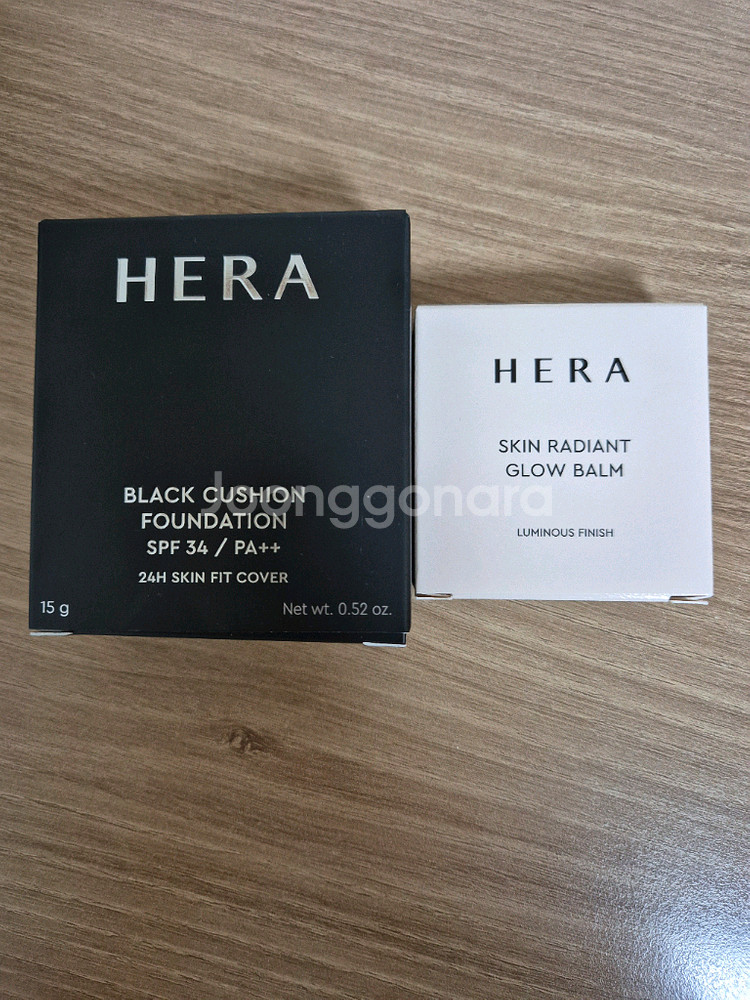 HERA
BLACK CUSHION
FOUNDATION
SPF 34 / PA++
24H SKIN FIT COVER
15 g
Net wt. 0.52 oz.
HERA
SKIN RADIANT
GLOW BALM
LUMINOUS FINISH
Joonggonara